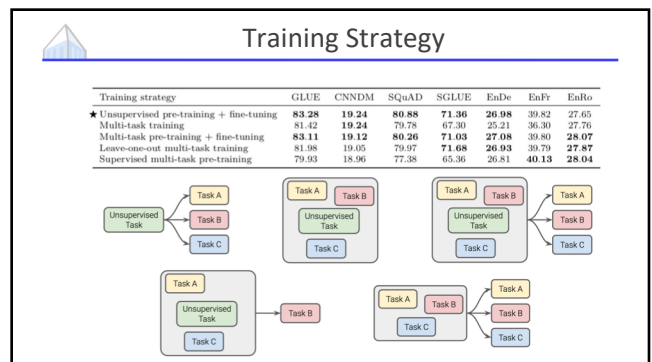 Training Strategy
Training strategy GLUE CNNDM SQuAD SGLUE EnDe EnFr EnRo
★ Unsupervised pre-training + fine-tuning 83.28 19.24 80.88 71.36 26.98 39.82 27.65
Multi-task training 81.42 19.24 79.78 67.30 25.21 36.30 27.76
Multi-task pre-training + fine-tuning 83.11 19.12 80.26 71.03 27.08 39.80 28.07
Leave-one-out multi-task training 81.98 19.05 79.97 71.68 26.93 39.79 27.87
Supervised multi-task pre-training 79.93 18.96 77.38 65.36 26.81 40.13 28.04
Unsupervised
Task
Task A
Task B
Task C
Task A
Task B
Unsupervised
Task
Task C
Task A
Task B
Unsupervised
Task
Task C
Task A
Task B
Task C
Task A
Unsupervised
Task
Task C
Task B
Task A
Task B
Task C
Task A
Task B
Task C